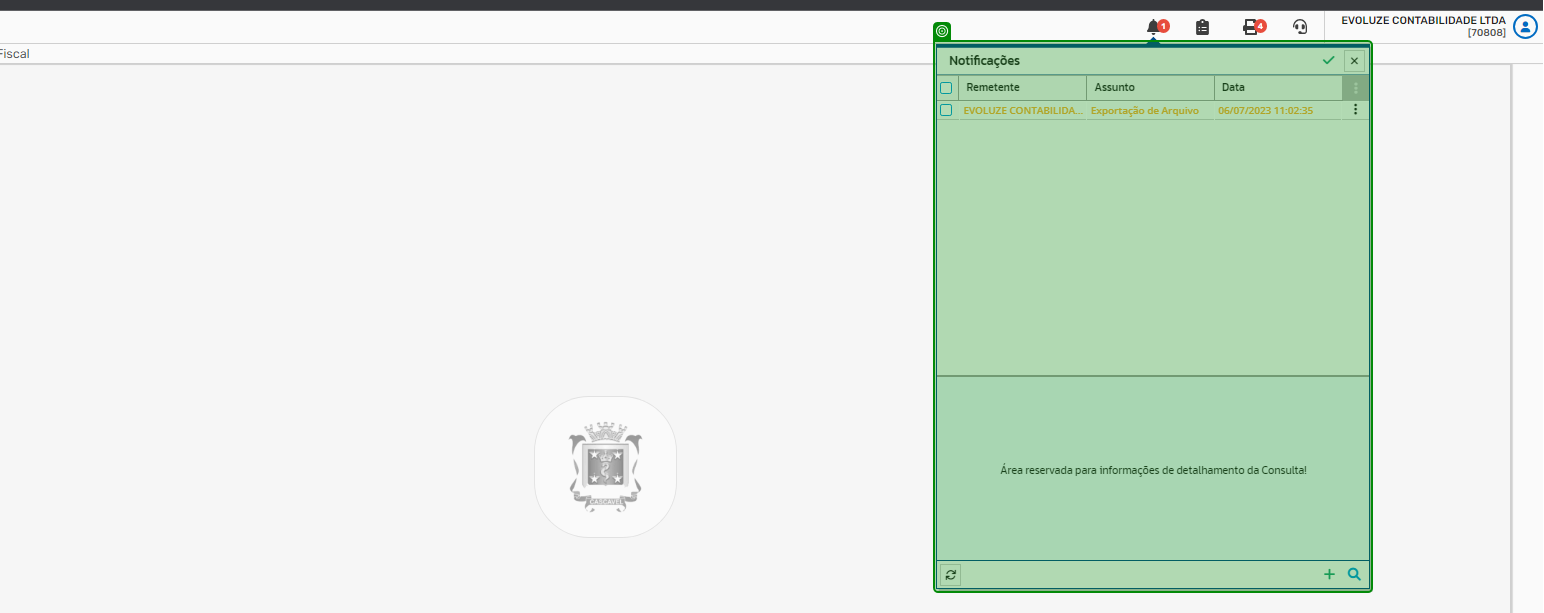 1
4
EVOLUZE CONTABILIDADE LTDA
[70808]
Fiscal
Notificações
Remetente Assunto Data
EVOLUZE CONTABILIDA... Exportação de Arquivo 06/07/2023 11:02:35
CASCAVEL
Área reservada para informações de detalhamento da Consulta!